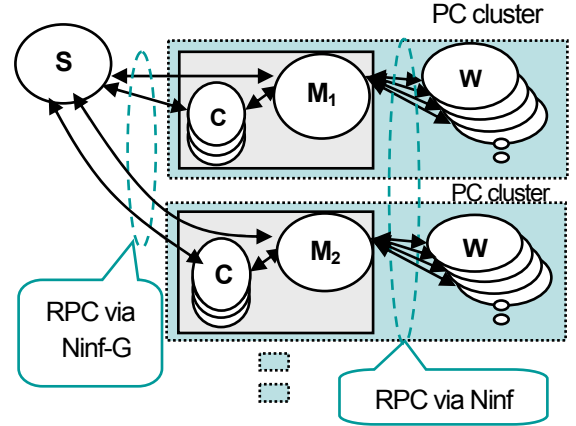 PC cluster
S
W
M₁
C
PC cluster
W
M₂
C
RPC via
Ninf-G
RPC via Ninf